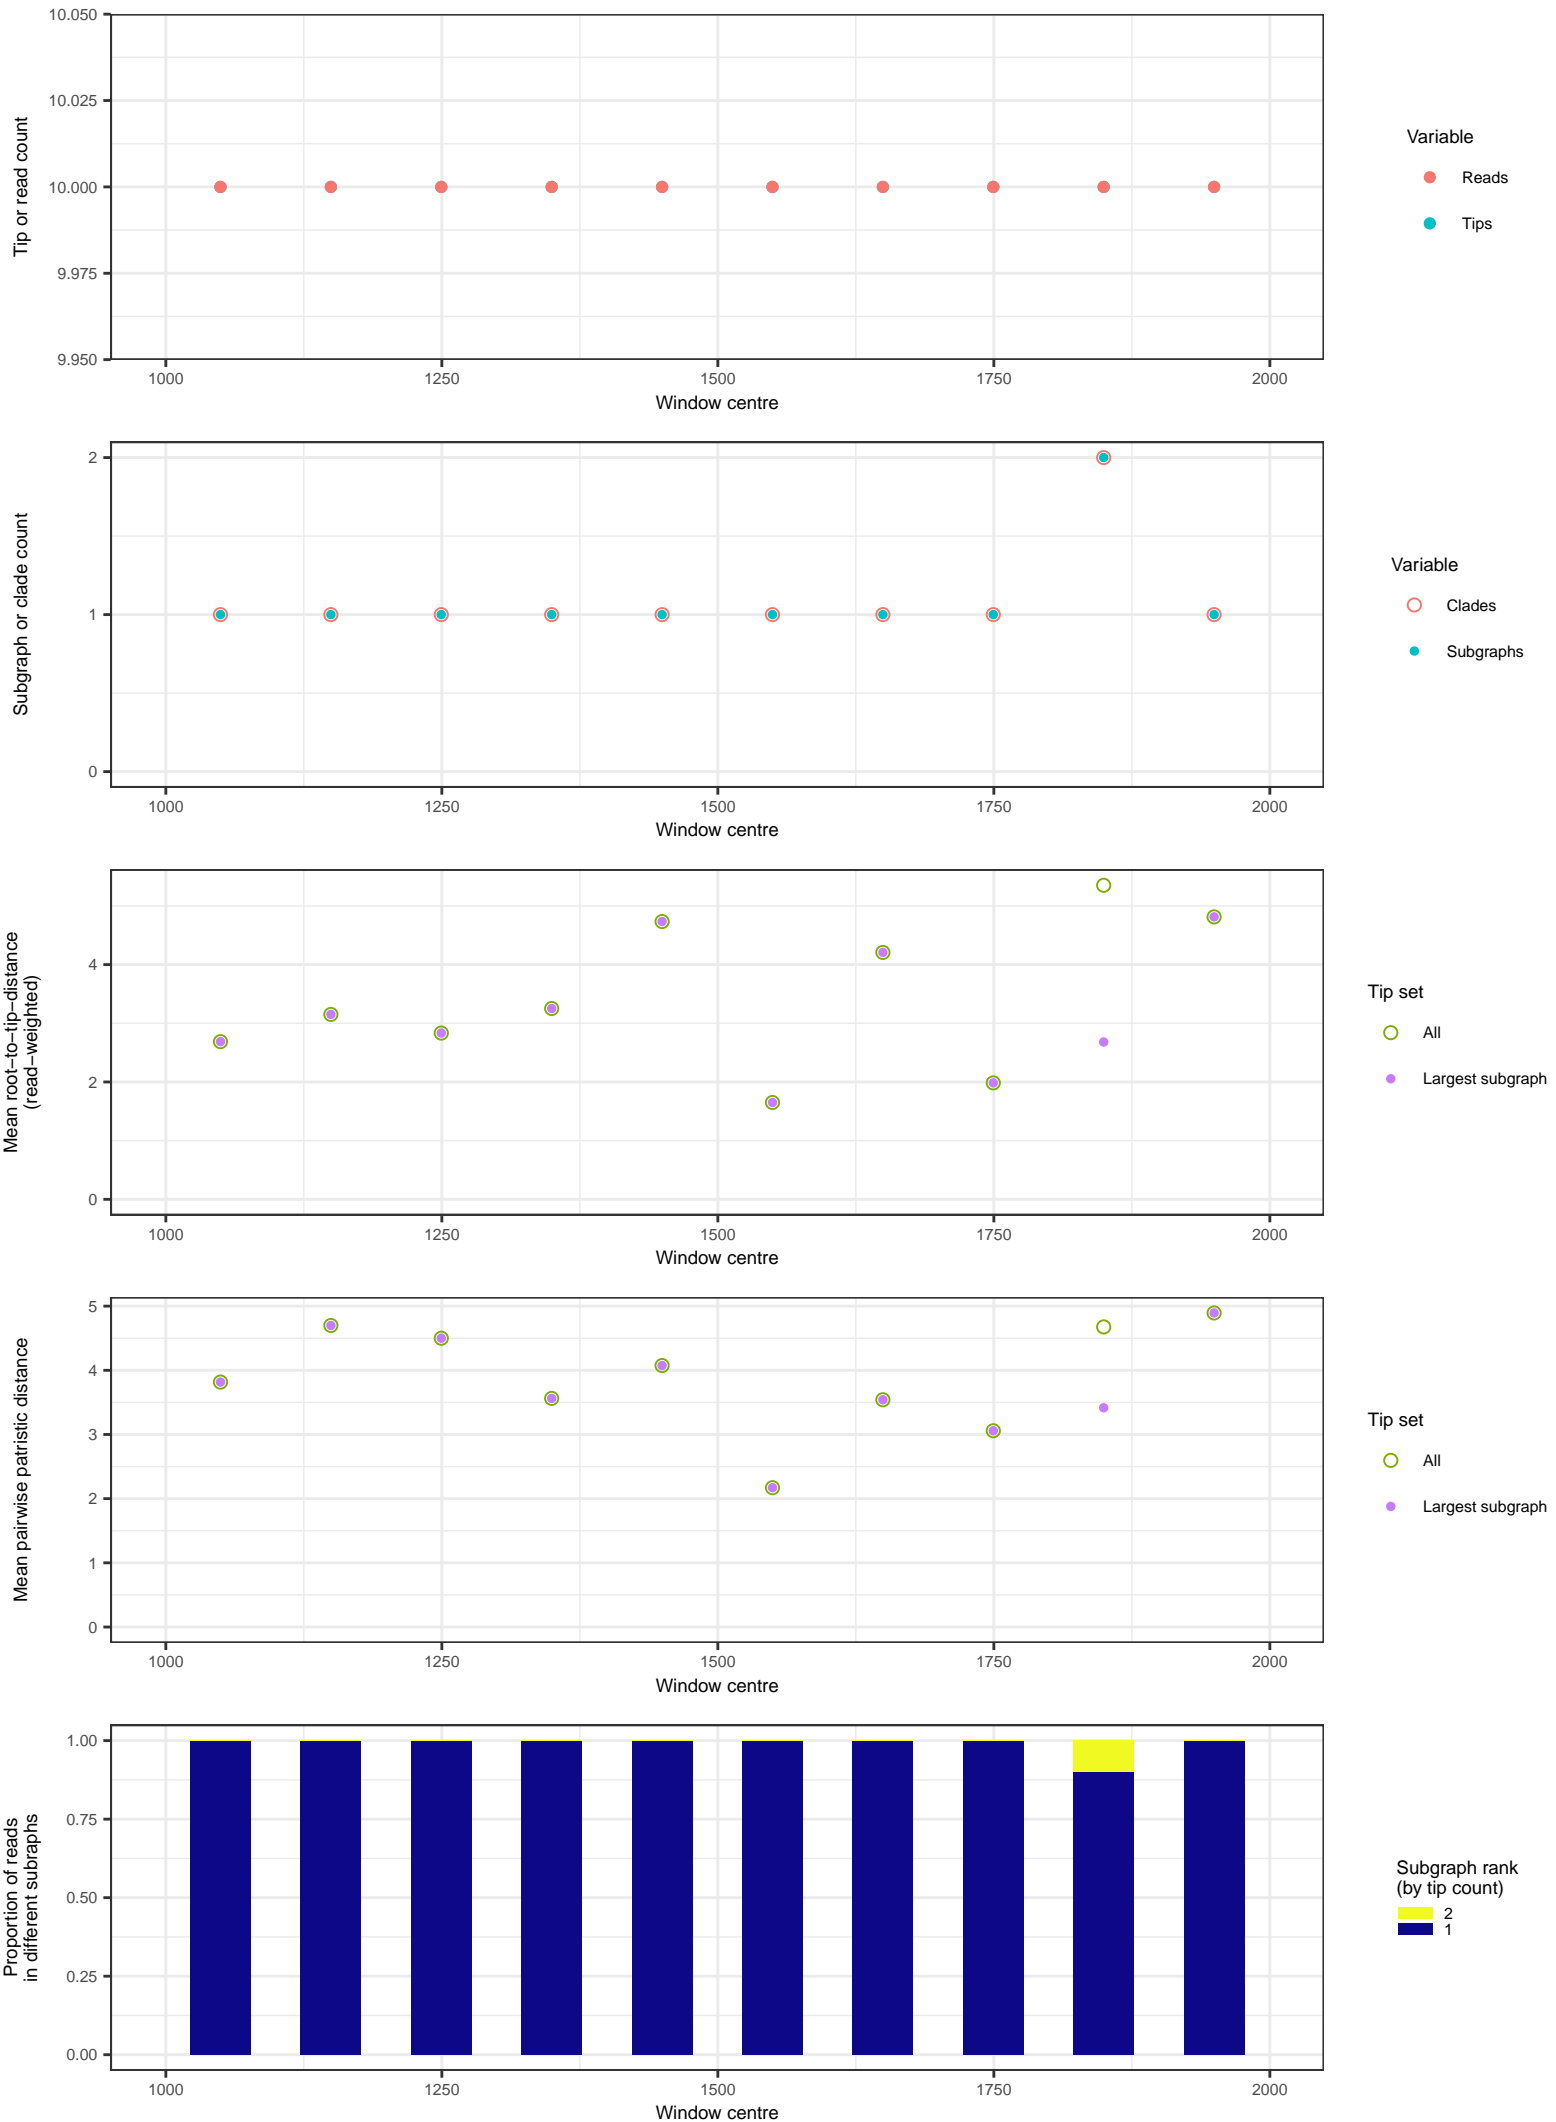 10.050
10.025
10.000
9.975
9.950
Tip or read count
1000 1250 1500 1750 2000
Window centre
Variable
Reads
Tips
2
1
0
Subgraph or clade count
1000 1250 1500 1750 2000
Window centre
Variable
Clades
Subgraphs
4
2
0
Mean root−to−tip−distance
(read−weighted)
1000 1250 1500 1750 2000
Window centre
Tip set
All
Largest subgraph
5
4
3
2
1
0
Mean pairwise patristic distance
1000 1250 1500 1750 2000
Window centre
Tip set
All
Largest subgraph
1.00
0.75
0.50
0.25
0.00
Proportion of reads
in different subraphs
1000 1250 1500 1750 2000
Window centre
Subgraph rank
(by tip count)
2
1